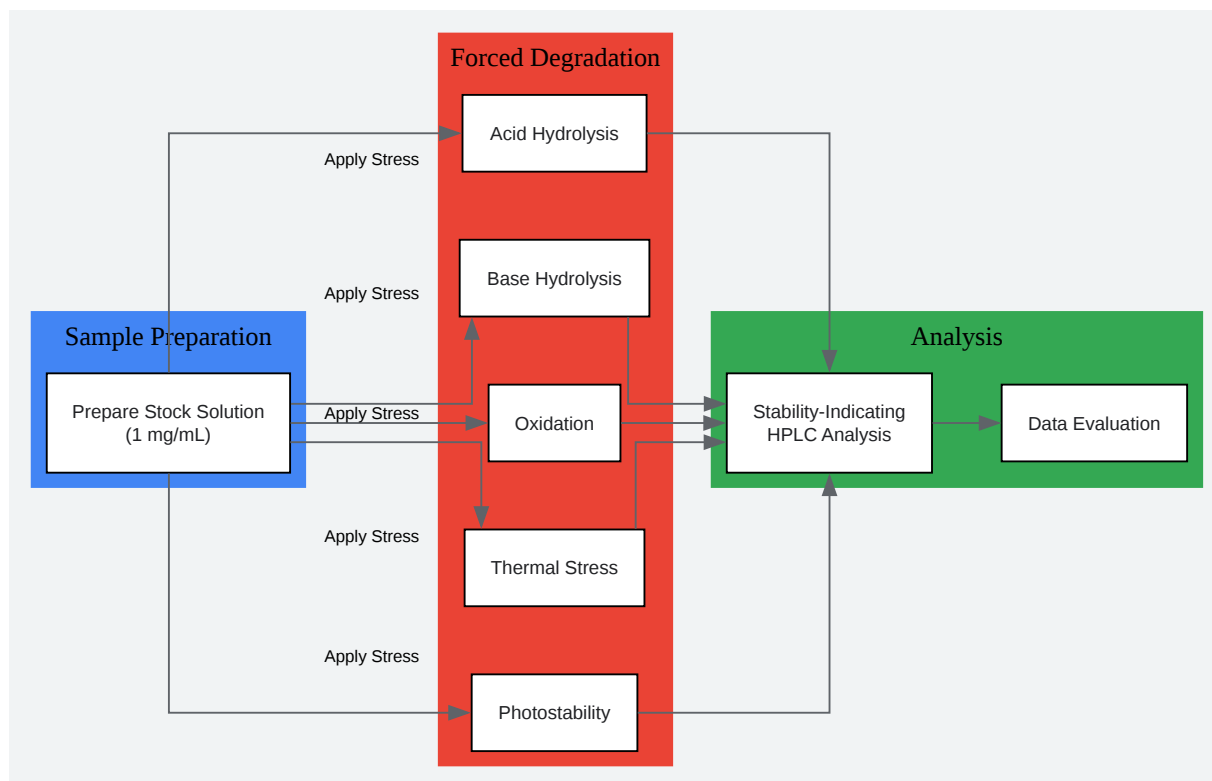 Forced Degradation
Acid Hydrolysis
Apply Stress
Base Hydrolysis
Apply Stress
Sample Preparation
Analysis
Prepare Stock Solution
(1 mg/mL)
Apply Stress
Oxidation
Stability-Indicating
HPLC Analysis
Data Evaluation
Apply Stress
Thermal Stress
Apply Stress
Photostability